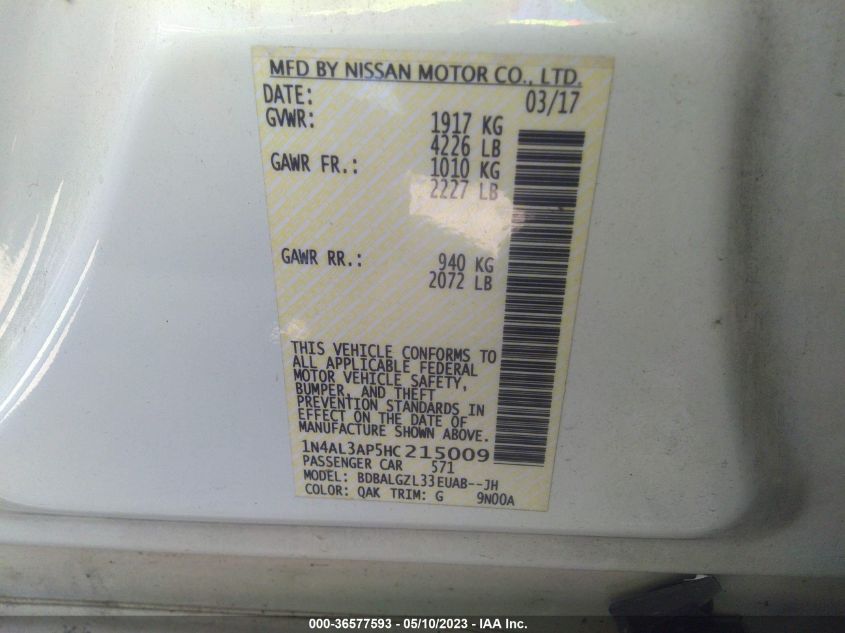 MFD BY NISSAN MOTOR CO., LTD.
DATE: 03/17
GVWR: 1917 KG
4226 LB
GAWR FR.: 1010 KG
2227 LB
GAWR RR.: 940 KG
2072 LB
THIS VEHICLE CONFORMS TO
ALL APPLICABLE FEDERAL
MOTOR VEHICLE SAFETY,
BUMPER, AND THEFT
PREVENTION STANDARDS IN
EFFECT ON THE DATE OF
MANUFACTURE SHOWN ABOVE.
1N4AL3AP5HC215009
PASSENGER CAR 571
MODEL: BDBALGZL33EUAB--JH
COLOR: QAK TRIM: G 9N00A
000-36577593 — 05/10/2023 — IAA Inc.